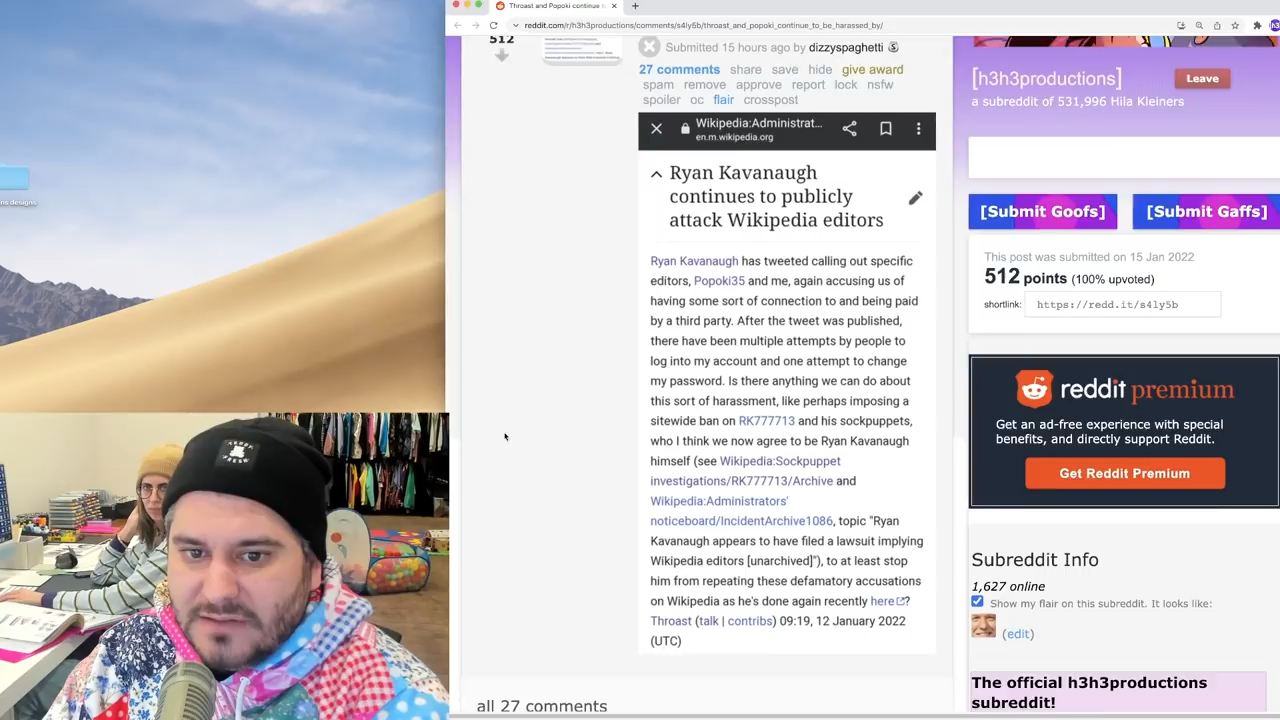 Throast and Popoki continue t
reddit.com/r/h3h3productions/comments/s4ly5b/throast_and_popoki_continue_to_be_harassed_by/
512
Submitted 15 hours ago by dizzyspaghetti
27 comments share save hide give award
spam remove approve report lock nsfw
spoiler oc flair crosspost
Wikipedia:Administrat...
en.m.wikipedia.org
Ryan Kavanaugh
continues to publicly
attack Wikipedia editors
Ryan Kavanaugh has tweeted calling out specific
editors, Popoki35 and me, again accusing us of
having some sort of connection to and being paid
by a third party. After the tweet was published,
there have been multiple attempts by people to
log into my account and one attempt to change
my password. Is there anything we can do about
this sort of harassment, like perhaps imposing a
sitewide ban on RK777713 and his sockpuppets,
who I think we now agree to be Ryan Kavanaugh
himself (see Wikipedia:Sockpuppet
investigations/RK777713/Archive and
Wikipedia:Administrators'
noticeboard/IncidentArchive1086, topic "Ryan
Kavanaugh appears to have filed a lawsuit implying
Wikipedia editors [unarchived]"), to at least stop
him from repeating these defamatory accusations
on Wikipedia as he's done again recently here?
Throast (talk | contribs) 09:19, 12 January 2022
(UTC)
all 27 comments
[h3h3productions]
Leave
a subreddit of 531,996 Hila Kleiners
[Submit Goofs]
[Submit Gaffs]
This post was submitted on 15 Jan 2022
512 points (100% upvoted)
shortlink: https://redd.it/s4ly5b
reddit premium
Get an ad-free experience with special
benefits, and directly support Reddit.
Get Reddit Premium
Subreddit Info
1,627 online
Show my flair on this subreddit. It looks like:
(edit)
The official h3h3productions
subreddit!
ns designs